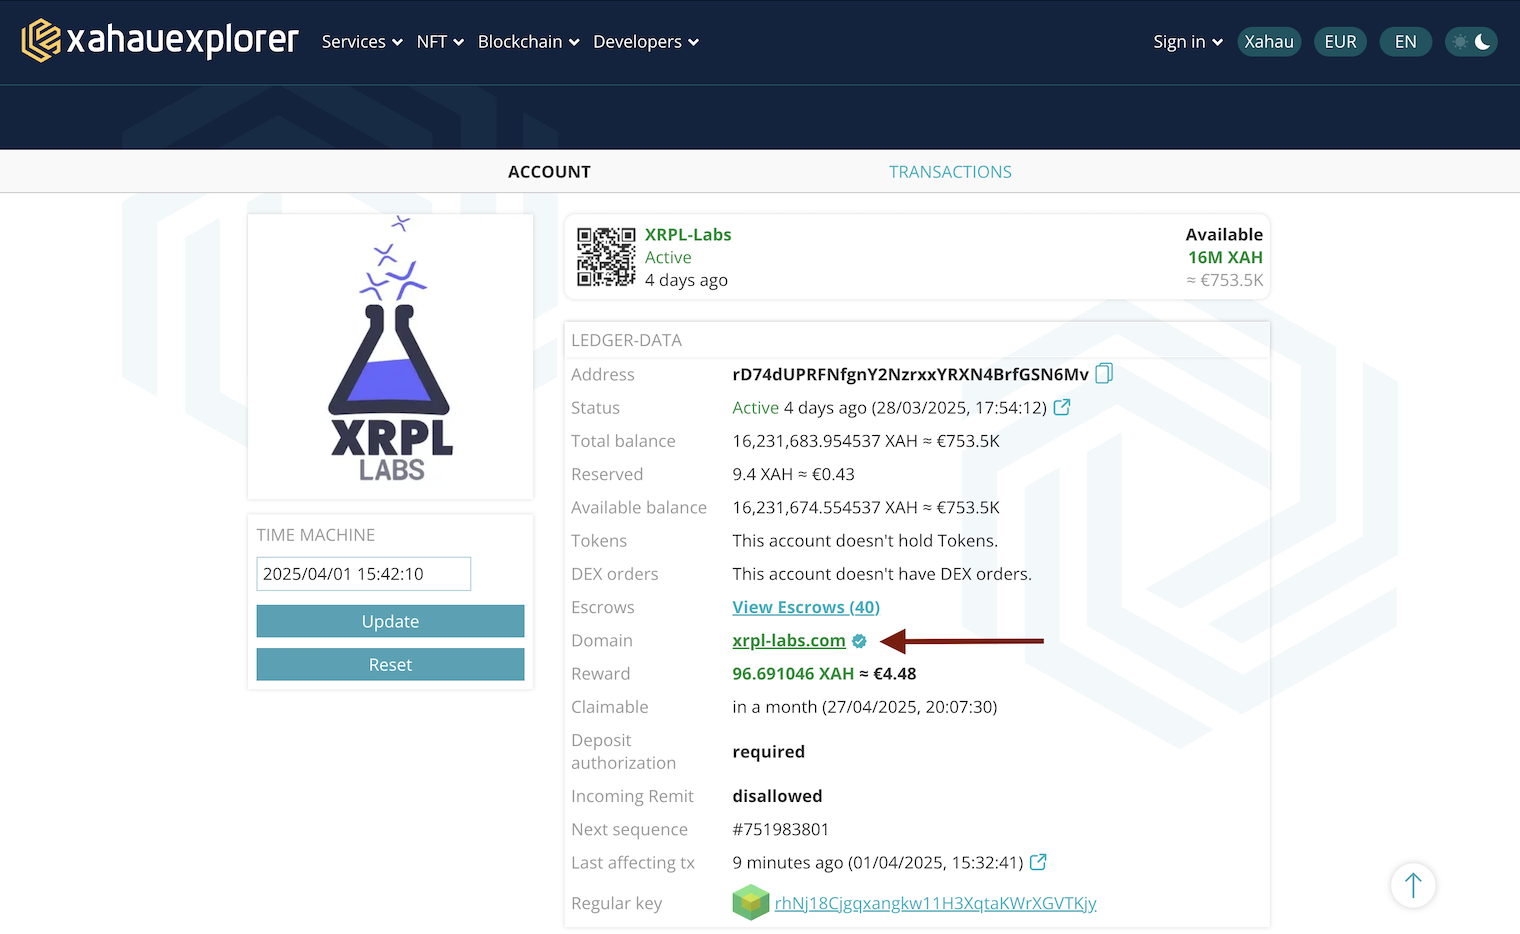 xahauexplorer Services NFT Blockchain Developers Sign in Xahau EUR EN
ACCOUNT TRANSACTIONS
XRPL
LABS
TIME MACHINE
2025/04/01 15:42:10
Update
Reset
XRPL-Labs
Active
4 days ago
Available
16M XAH
≈ €753.5K
LEDGER-DATA
Address rD74dUPRFNfgnY2NzrxxYRXN4BrfGSN6Mv
Status Active 4 days ago (28/03/2025, 17:54:12)
Total balance 16,231,683.954537 XAH ≈ €753.5K
Reserved 9.4 XAH ≈ €0.43
Available balance 16,231,674.554537 XAH ≈ €753.5K
Tokens This account doesn't hold Tokens.
DEX orders This account doesn't have DEX orders.
Escrows View Escrows (40)
Domain xrpl-labs.com
Reward 96.691046 XAH ≈ €4.48
Claimable in a month (27/04/2025, 20:07:30)
Deposit
authorization required
Incoming Remit disallowed
Next sequence #751983801
Last affecting tx 9 minutes ago (01/04/2025, 15:32:41)
Regular key rhNj18Cjgqxangkw11H3XqtaKWrXGVTKjy